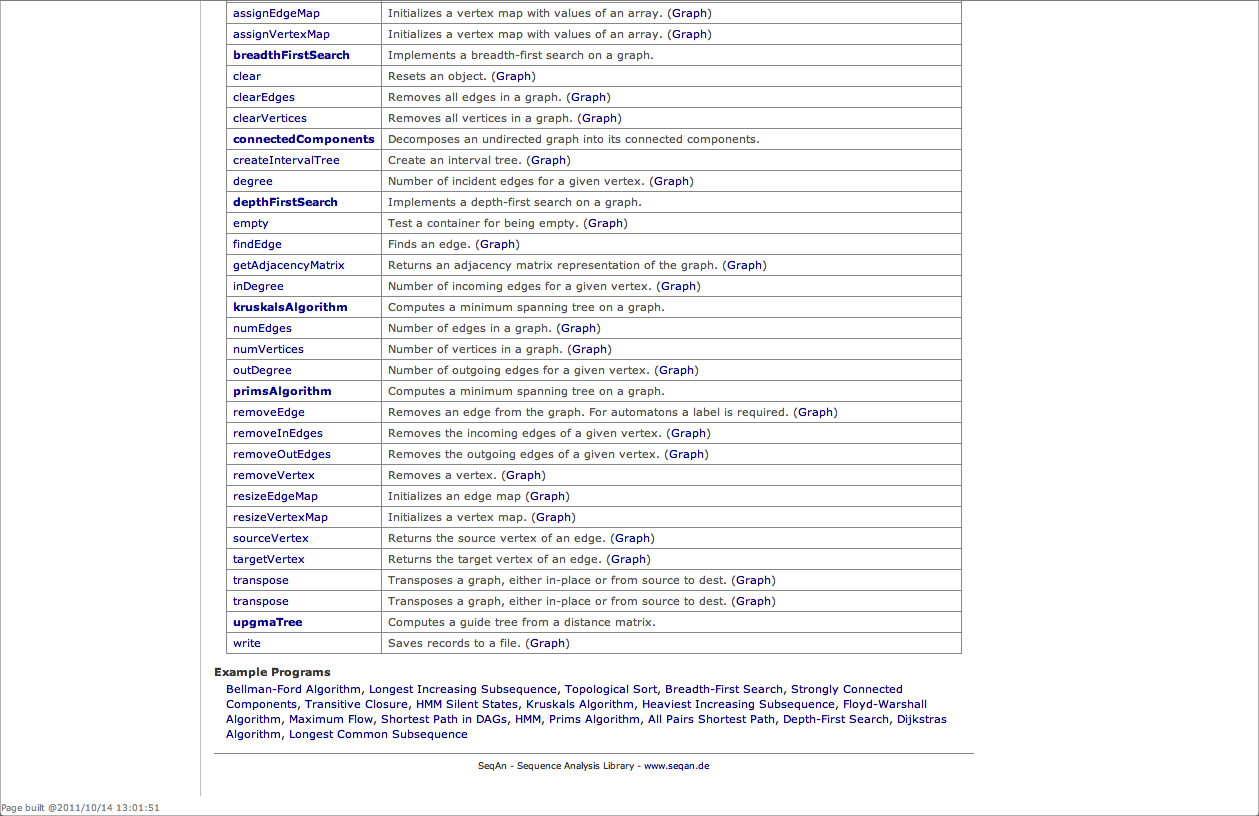 assignEdgeMap Initializes a vertex map with values of an array. (Graph)
assignVertexMap Initializes a vertex map with values of an array. (Graph)
breadthFirstSearch Implements a breadth-first search on a graph.
clear Resets an object. (Graph)
clearEdges Removes all edges in a graph. (Graph)
clearVertices Removes all vertices in a graph. (Graph)
connectedComponents Decomposes an undirected graph into its connected components.
createIntervalTree Create an interval tree. (Graph)
degree Number of incident edges for a given vertex. (Graph)
depthFirstSearch Implements a depth-first search on a graph.
empty Test a container for being empty. (Graph)
findEdge Finds an edge. (Graph)
getAdjacencyMatrix Returns an adjacency matrix representation of the graph. (Graph)
inDegree Number of incoming edges for a given vertex. (Graph)
kruskalsAlgorithm Computes a minimum spanning tree on a graph.
numEdges Number of edges in a graph. (Graph)
numVertices Number of vertices in a graph. (Graph)
outDegree Number of outgoing edges for a given vertex. (Graph)
primsAlgorithm Computes a minimum spanning tree on a graph.
removeEdge Removes an edge from the graph. For automatons a label is required. (Graph)
removeInEdges Removes the incoming edges of a given vertex. (Graph)
removeOutEdges Removes the outgoing edges of a given vertex. (Graph)
removeVertex Removes a vertex. (Graph)
resizeEdgeMap Initializes an edge map (Graph)
resizeVertexMap Initializes a vertex map. (Graph)
sourceVertex Returns the source vertex of an edge. (Graph)
targetVertex Returns the target vertex of an edge. (Graph)
transpose Transposes a graph, either in-place or from source to dest. (Graph)
transpose Transposes a graph, either in-place or from source to dest. (Graph)
upgmaTree Computes a guide tree from a distance matrix.
write Saves records to a file. (Graph)
Example Programs
Bellman-Ford Algorithm, Longest Increasing Subsequence, Topological Sort, Breadth-First Search, Strongly Connected
Components, Transitive Closure, HMM Silent States, Kruskals Algorithm, Heaviest Increasing Subsequence, Floyd-Warshall
Algorithm, Maximum Flow, Shortest Path in DAGs, HMM, Prims Algorithm, All Pairs Shortest Path, Depth-First Search, Dijkstras
Algorithm, Longest Common Subsequence
SeqAn - Sequence Analysis Library - www.seqan.de
Page built @2011/10/14 13:01:51